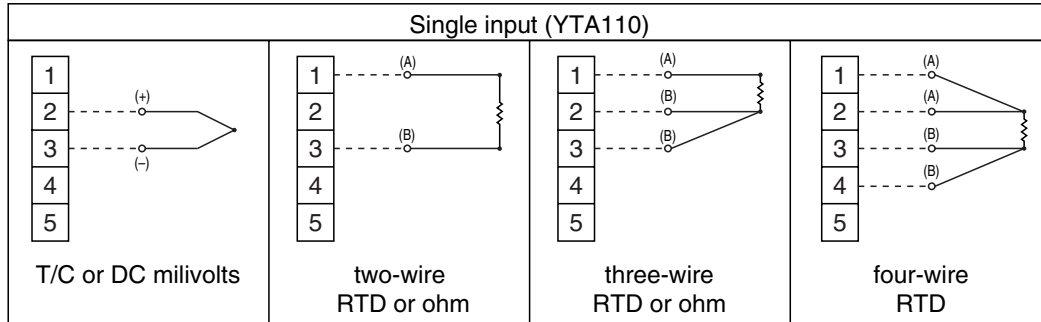 Single input (YTA110)
1
2
3
4
5
(+)
(−)
T/C or DC milivolts
1
2
3
4
5
(A)
(B)
two-wire
RTD or ohm
1
2
3
4
5
(A)
(B)
(B)
three-wire
RTD or ohm
1
2
3
4
5
(A)
(A)
(B)
(B)
four-wire
RTD